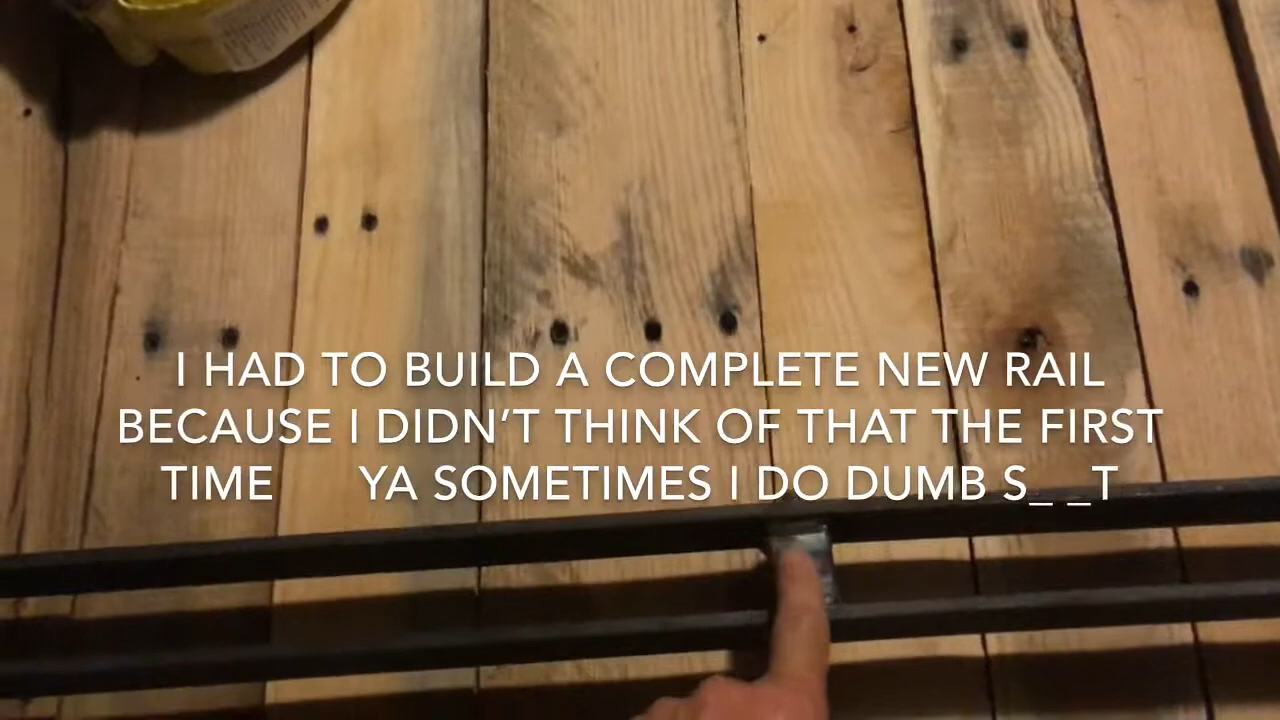 I HAD TO BUILD A COMPLETE NEW RAIL
BECAUSE I DIDN’T THINK OF THAT THE FIRST
TIME YA SOMETIMES I DO DUMB S_ _T